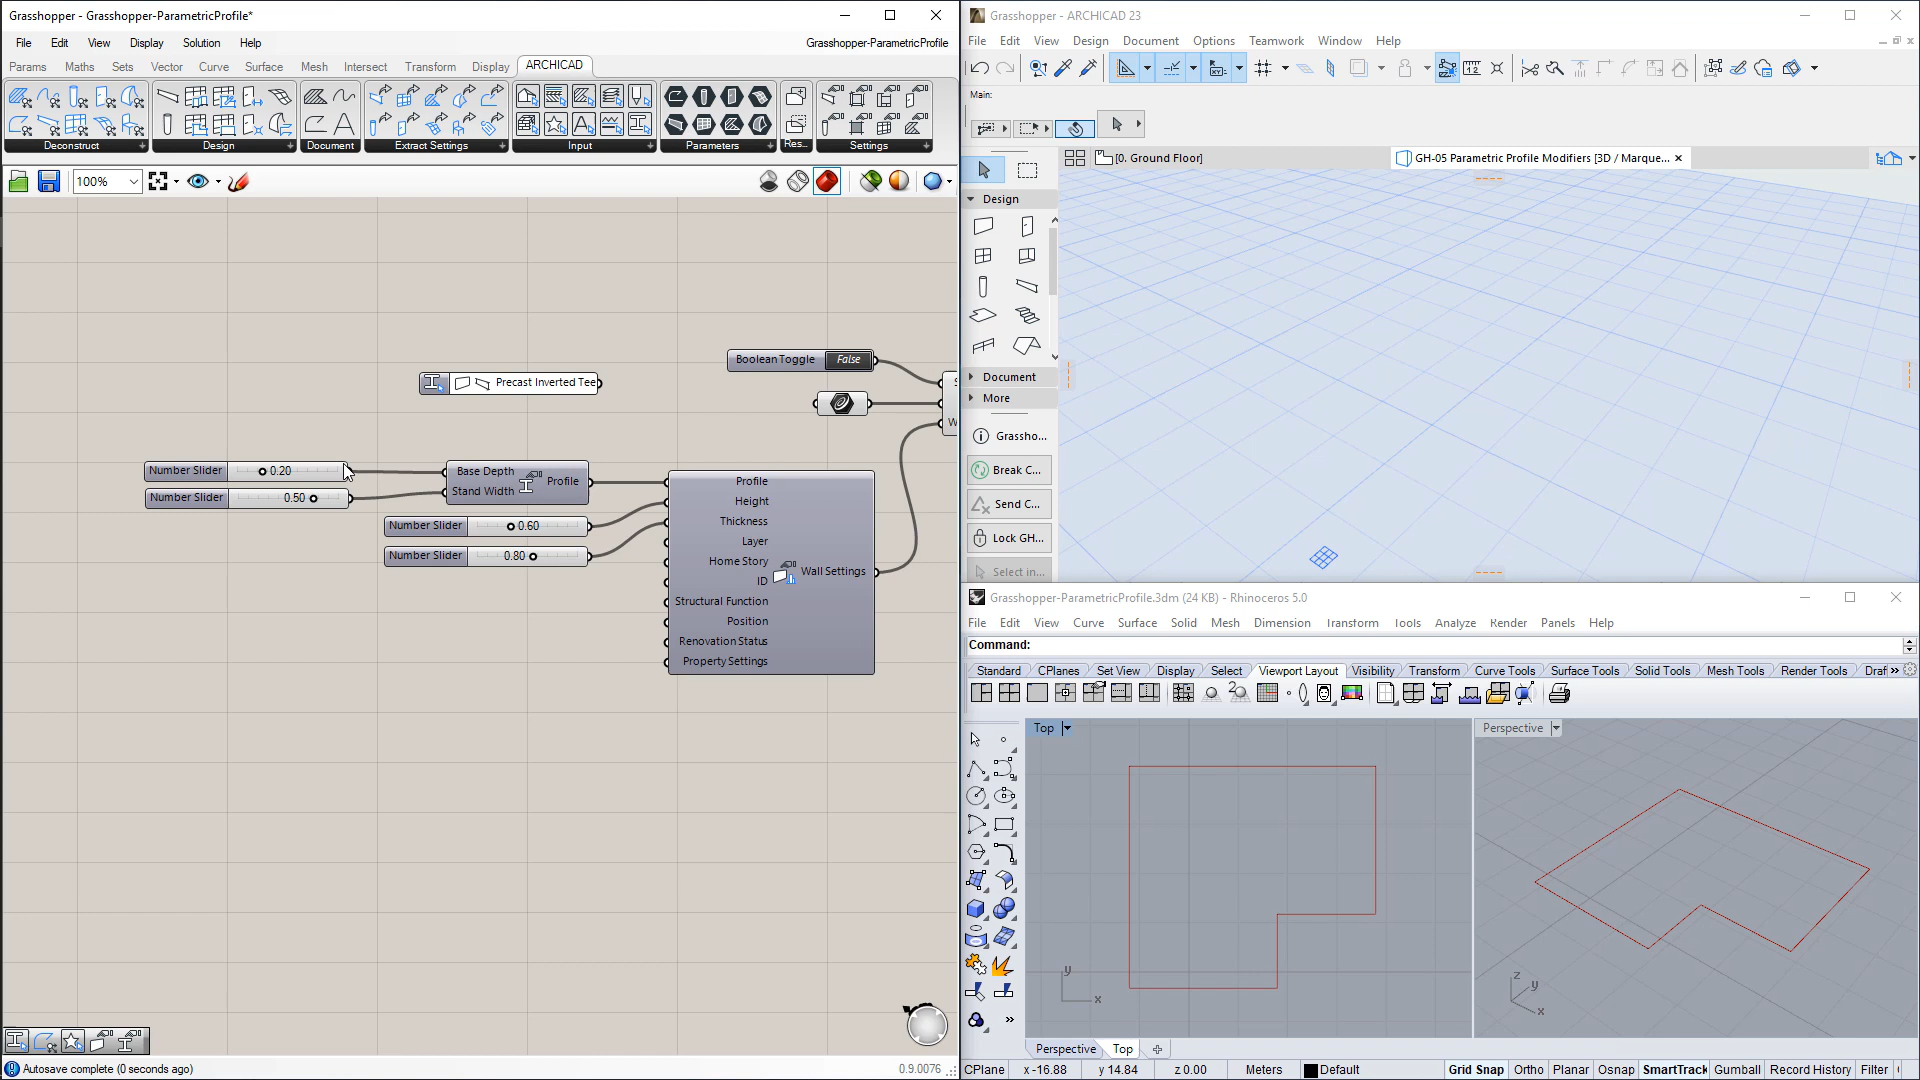 Grasshopper - Grasshopper-ParametricProfile*
File Edit View Display Solution Help
Grasshopper-ParametricProfile
Params Maths Sets Vector Curve Surface Mesh Intersect Transform Display ARCHICAD
Deconstruct Design Document Extract Settings Input Parameters Res... Settings
100%
Boolean Toggle False
Precast Inverted Tee
Number Slider 0.20
Number Slider 0.50
Base Depth
Stand Width
Profile
Number Slider 0.60
Number Slider 0.80
Profile
Height
Thickness
Layer
Home Story
ID
Structural Function
Position
Renovation Status
Property Settings
Wall Settings
Autosave complete (0 seconds ago)
0.9.0076
Grasshopper - ARCHICAD 23
File Edit View Design Document Options Teamwork Window Help
Main:
[0. Ground Floor]
GH-05 Parametric Profile Modifiers [3D / Marque...
Design
Document
More
Grassho...
Break C...
Send C...
Lock GH...
Select in...
Grasshopper-ParametricProfile.3dm (24 KB) - Rhinoceros 5.0
File Edit View Curve Surface Solid Mesh Dimension Transform Tools Analyze Render Panels Help
Command:
Standard CPlanes Set View Display Select Viewport Layout Visibility Transform Curve Tools Surface Tools Solid Tools Mesh Tools Render Tools Draf
Top
Perspective
y
x
z
y
x
Perspective Top
CPlane x -16.88 y 14.84 z 0.00 Meters Default Grid Snap Ortho Planar Osnap SmartTrack Gumball Record History Filter